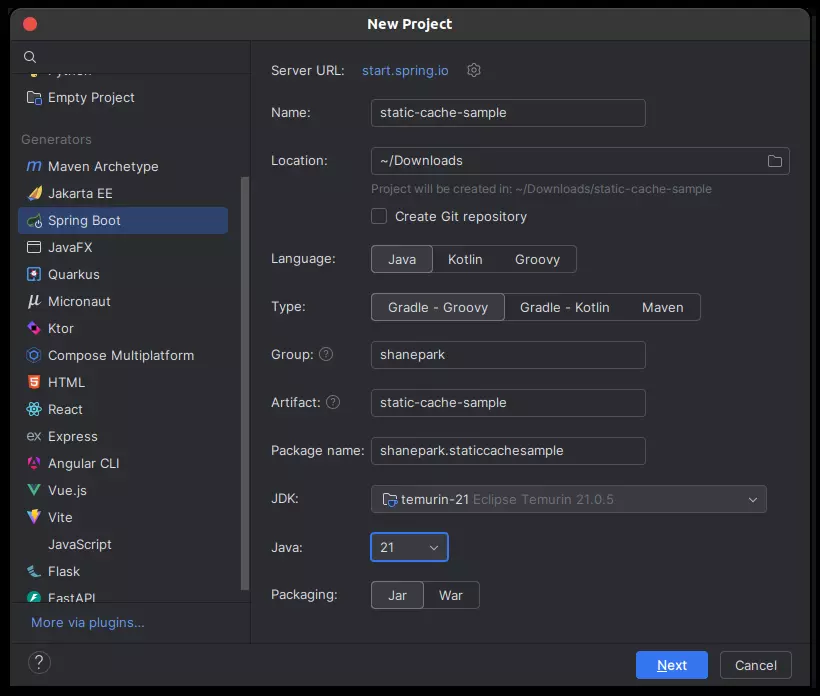 New Project
Python
Empty Project
Generators
m Maven Archetype
Jakarta EE
Spring Boot
JavaFX
Quarkus
μ Micronaut
Ktor
Compose Multiplatform
5 HTML
React
ex Express
Angular CLI
Vue.js
Vite
JavaScript
Flask
FastAPI
More via plugins...
?
Server URL: start.spring.io
Name: static-cache-sample
Location: ~/Downloads
Project will be created in: ~/Downloads/static-cache-sample
Create Git repository
Language: Java Kotlin Groovy
Type: Gradle - Groovy Gradle - Kotlin Maven
Group: ? shanepark
Artifact: ? static-cache-sample
Package name: shanepark.staticcachesample
JDK: temurin-21 Eclipse Temurin 21.0.5
Java: 21
Packaging: Jar War
Next Cancel